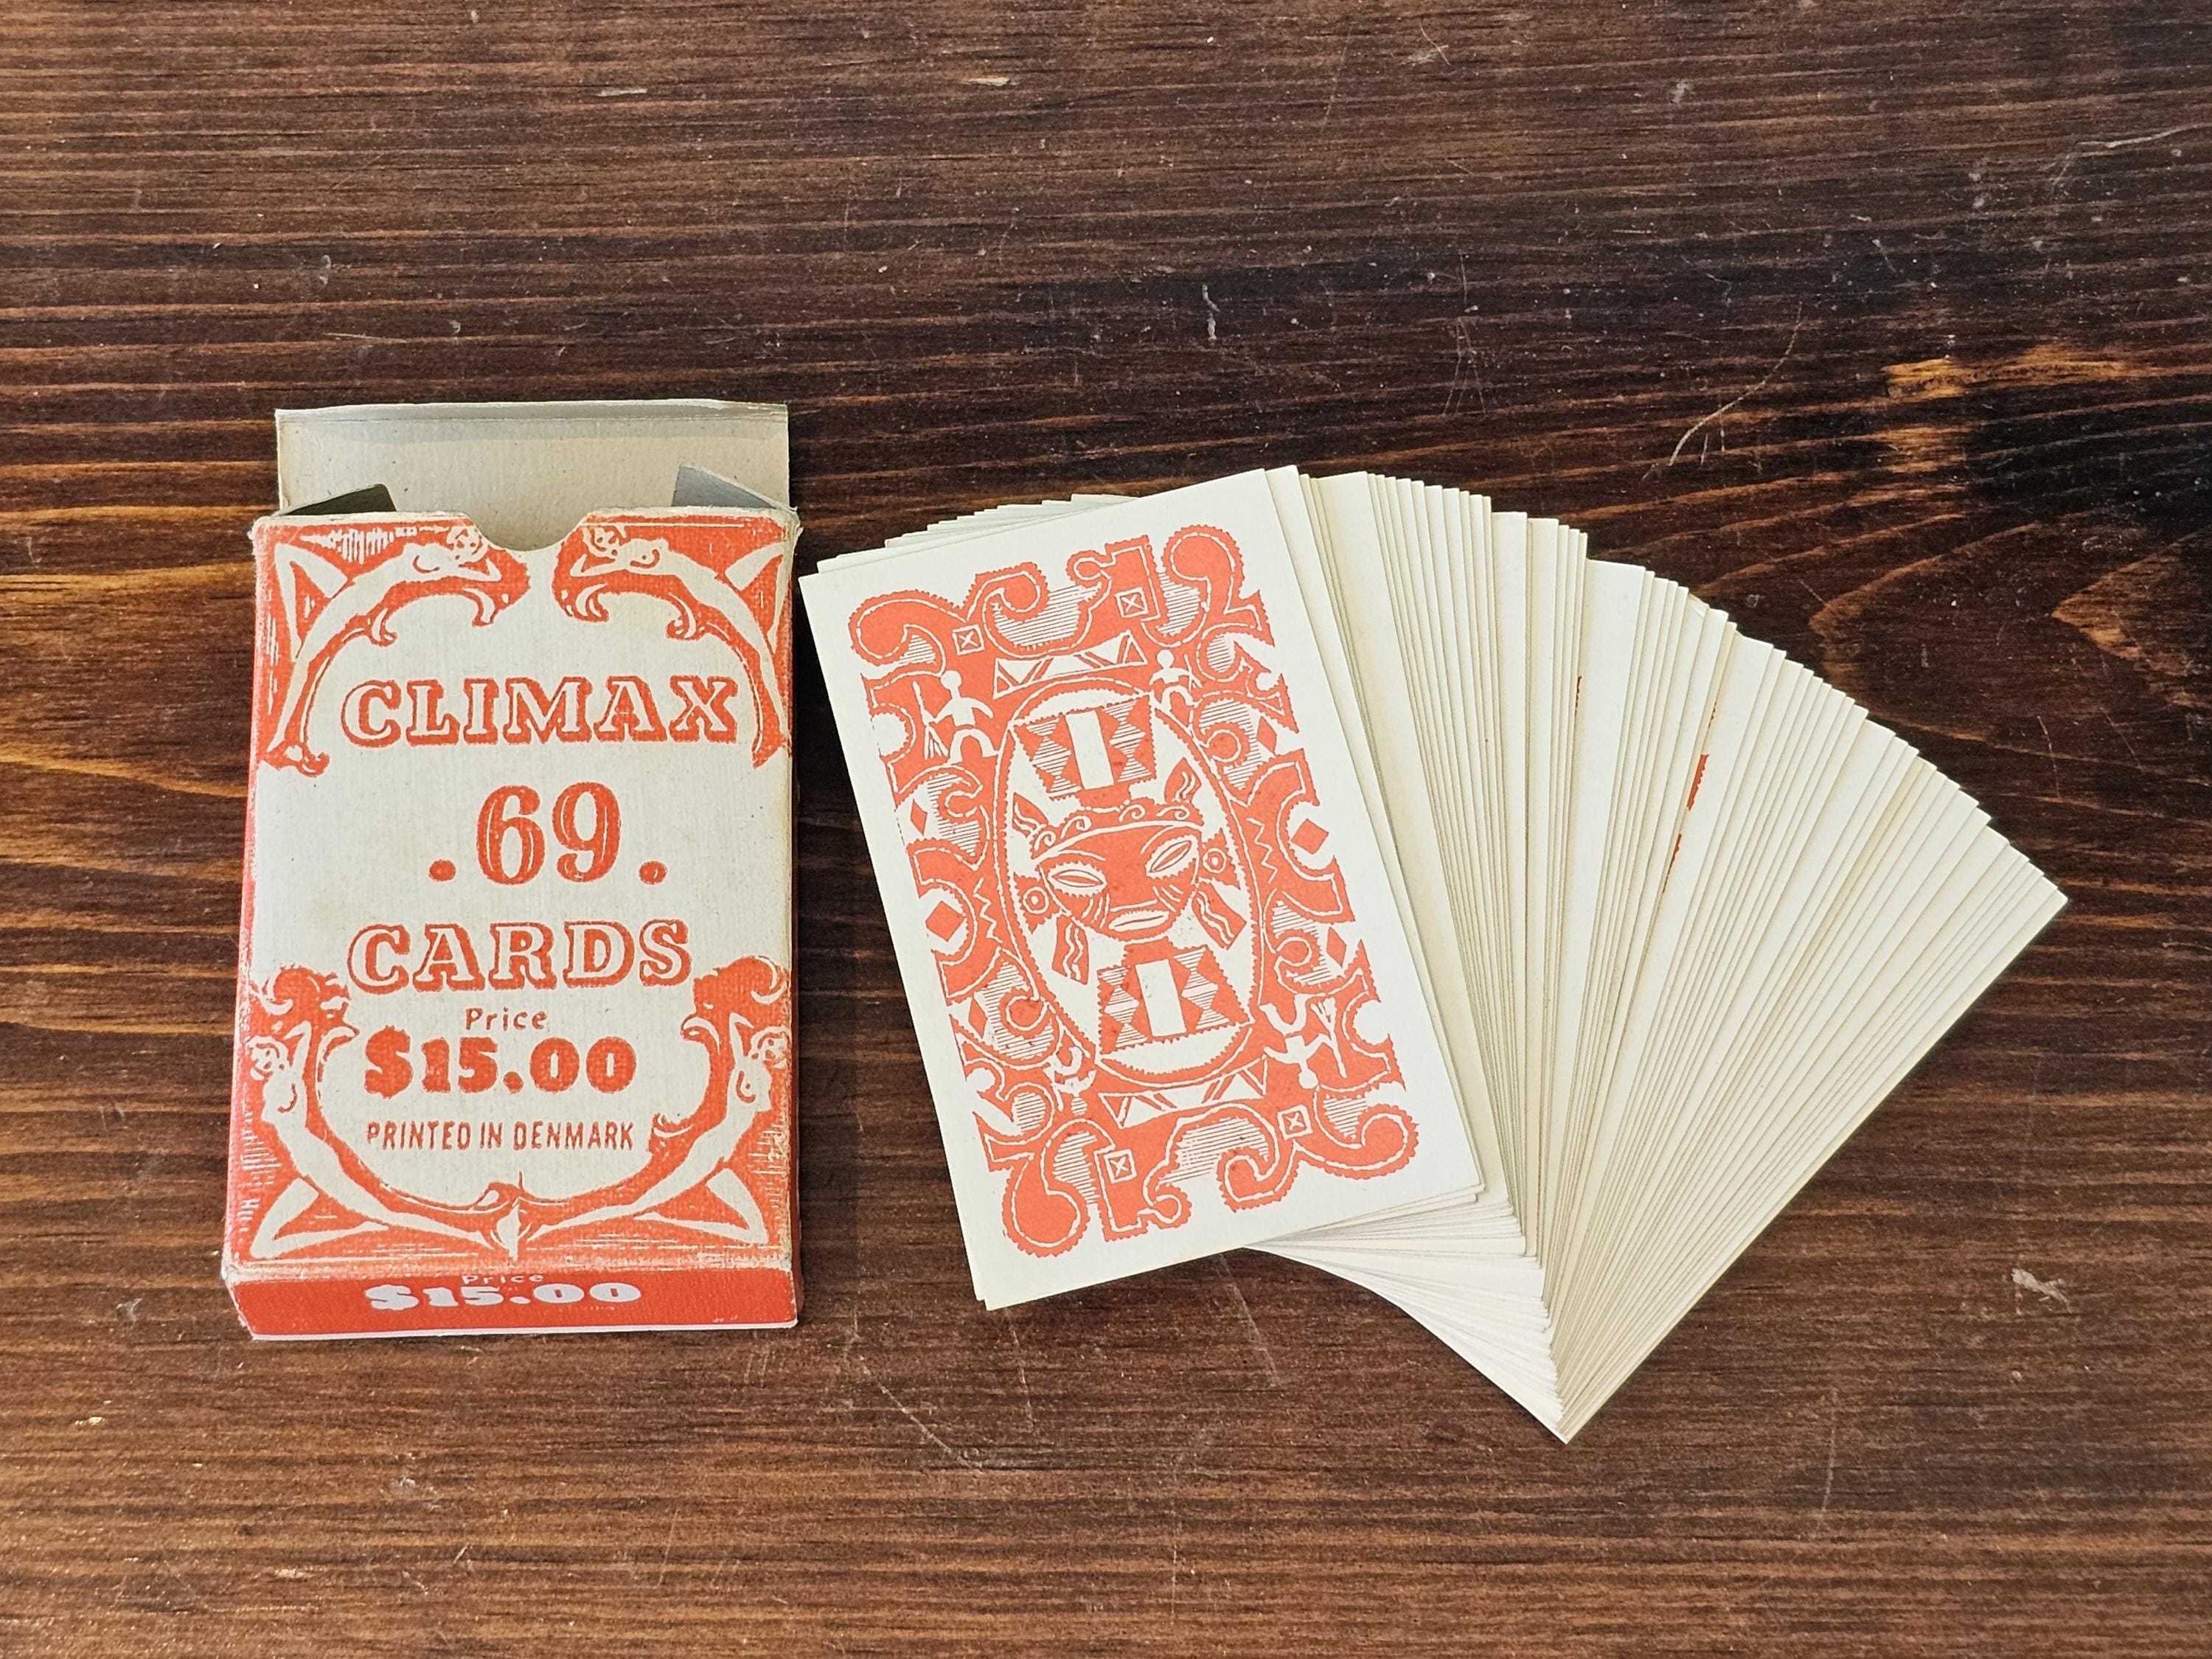 CLIMAX
.69.
CARDS
Price
$15.00
PRINTED IN DENMARK
Price
$15.00